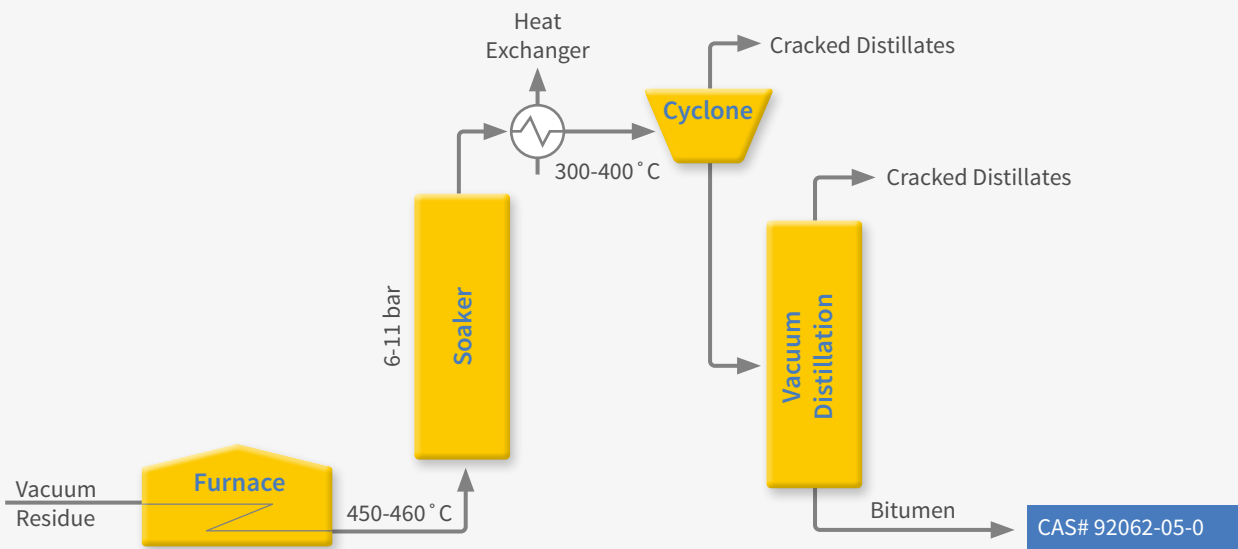 Heat
Exchanger
Cracked Distillates
Cyclone
300-400˚C
Cracked Distillates
6-11 bar
Soaker
Vacuum
Distillation
Furnace
Vacuum
Residue
450-460˚C
Bitumen
CAS# 92062-05-0